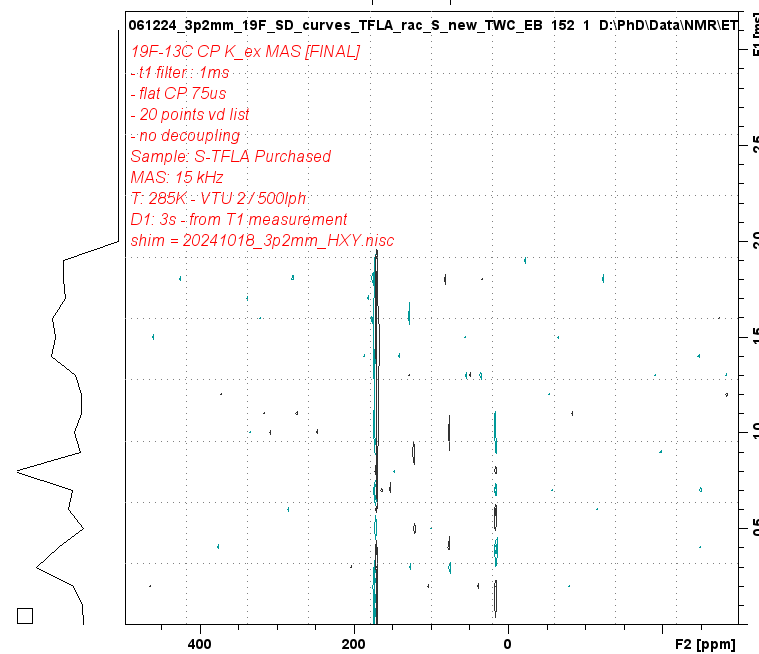 061224_3p2mm_19F_SD_curves_TFLA_rac_S_new_TWC_EB 152 1 D:\PhD\Data\NMR\ET
19F-13C CP K_ex MAS [FINAL]
- t1 filter : 1ms
- flat CP 75us
- 20 points vd list
- no decoupling
Sample: S-TFLA Purchased
MAS: 15 kHz
T: 285K - VTU 2 / 500lph
D1: 3s - from T1 measurement
shim = 20241018_3p2mm_HXY.nisc
F1 [ms]
2.5
2.0
1.5
1.0
0.5
400 200 0 F2 [ppm]